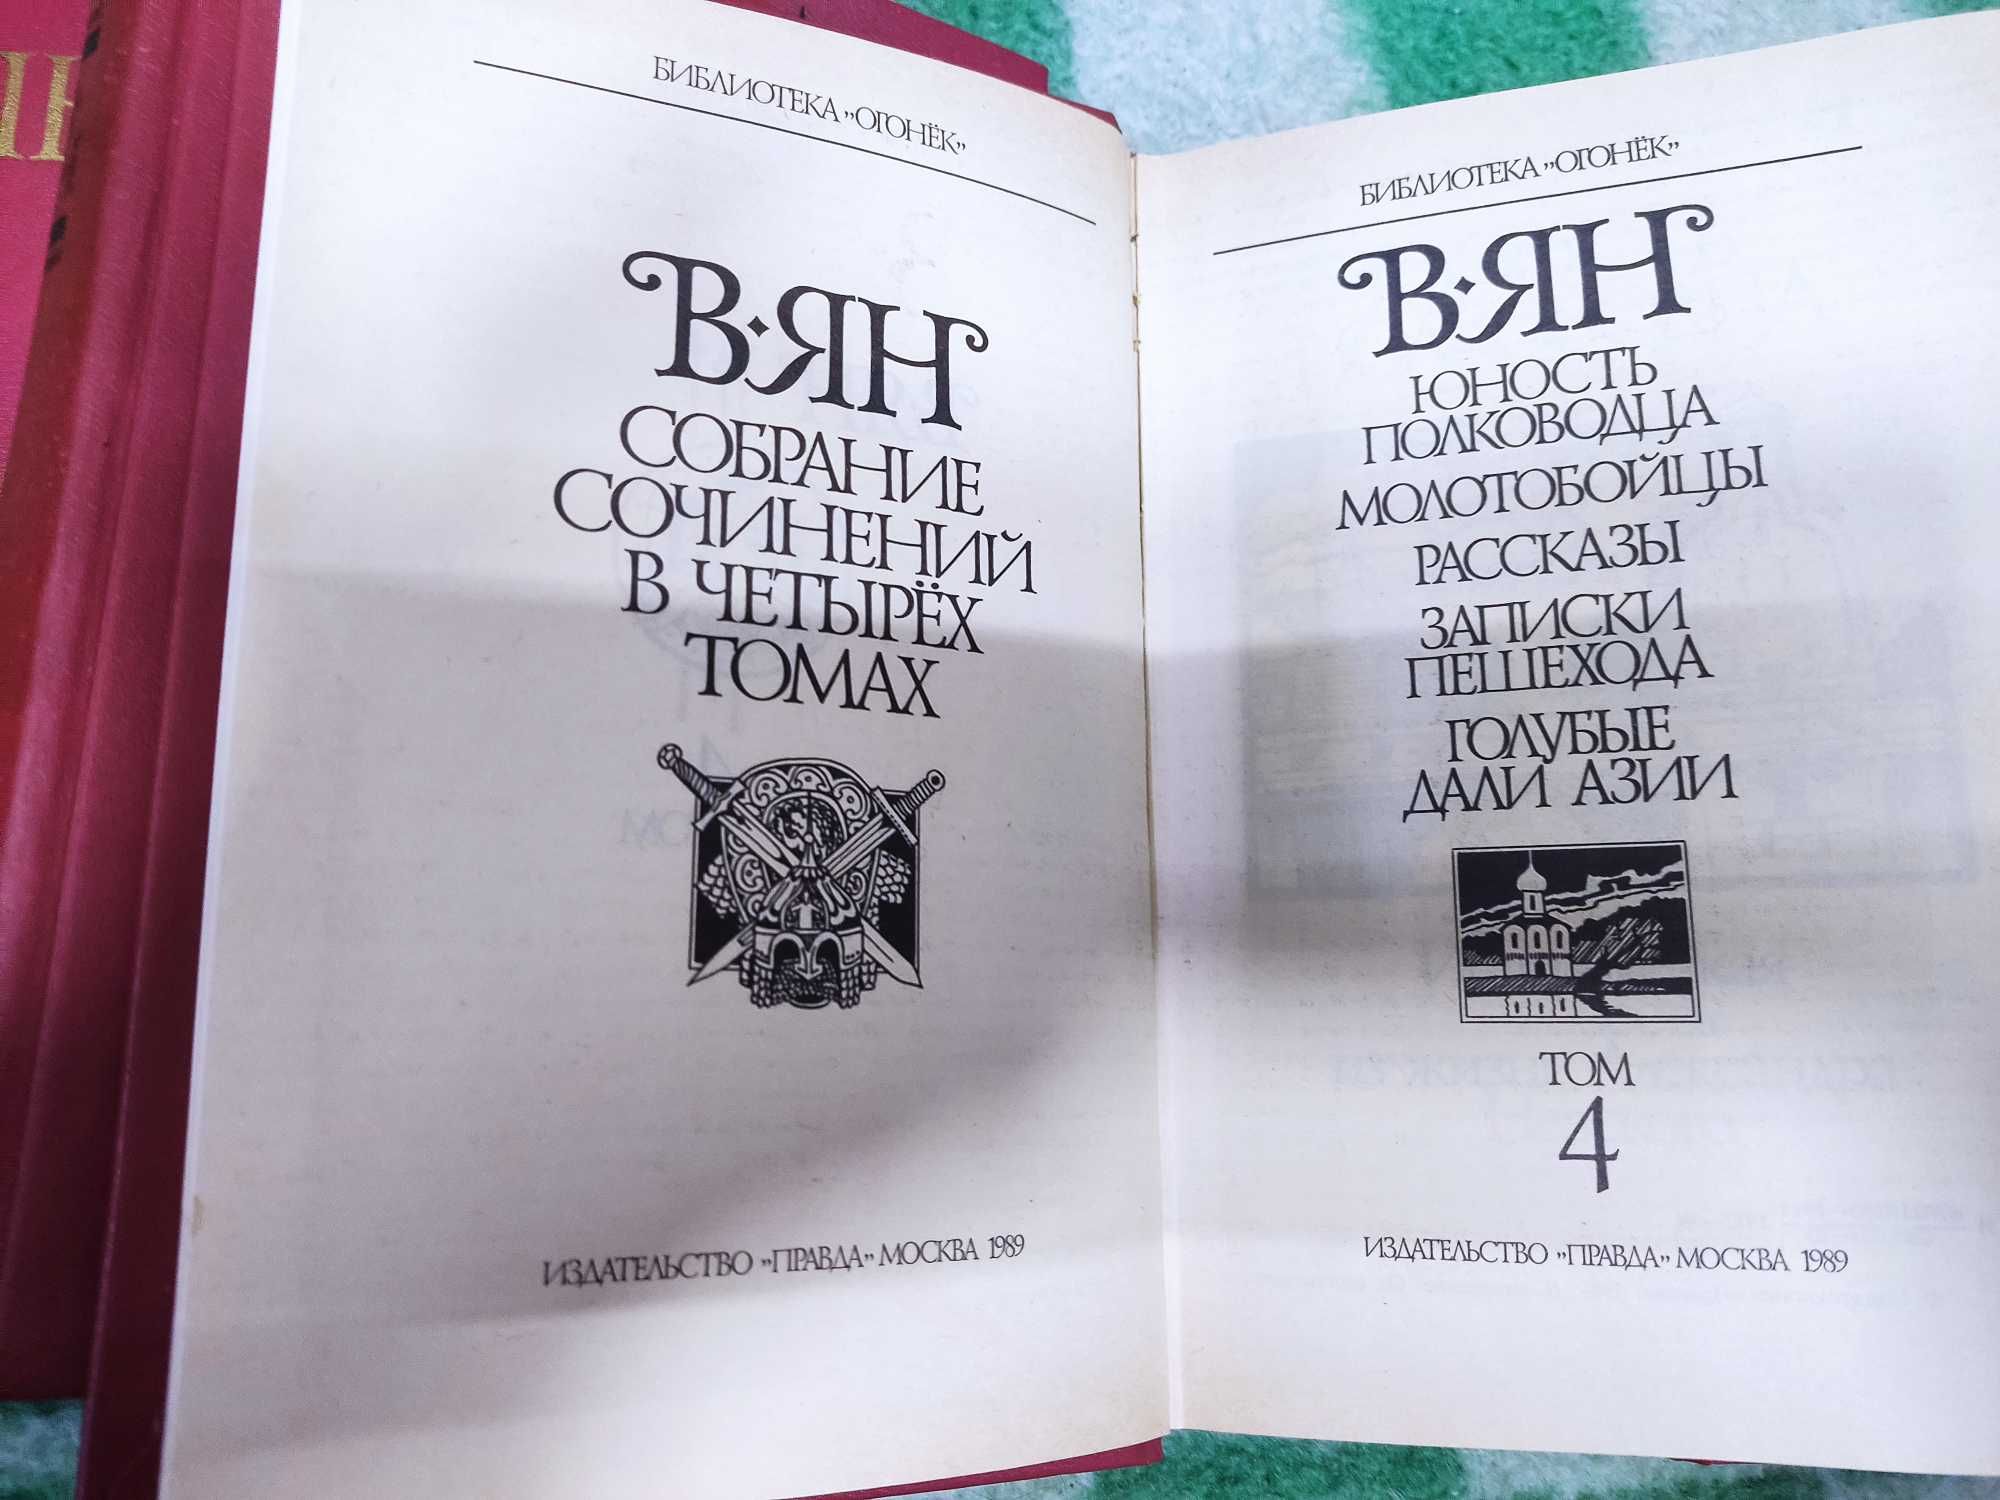 БИБЛИОТЕКА „ОГОНЁК”
В·ЯН
СОБРАНИЕ
СОЧИНЕНИЙ
В ЧЕТЫРЁХ
ТОМАХ
ИЗДАТЕЛЬСТВО „ПРАВДА” МОСКВА 1989
БИБЛИОТЕКА „ОГОНЁК”
В·ЯН
ЮНОСТЬ
ПОЛКОВОДЦА
МОЛОТОБОЙЦЫ
РАССКАЗЫ
ЗАПИСКИ
ПЕШЕХОДА
ГОЛУБЫЕ
ДАЛИ АЗИИ
ТОМ
4
ИЗДАТЕЛЬСТВО „ПРАВДА” МОСКВА 1989